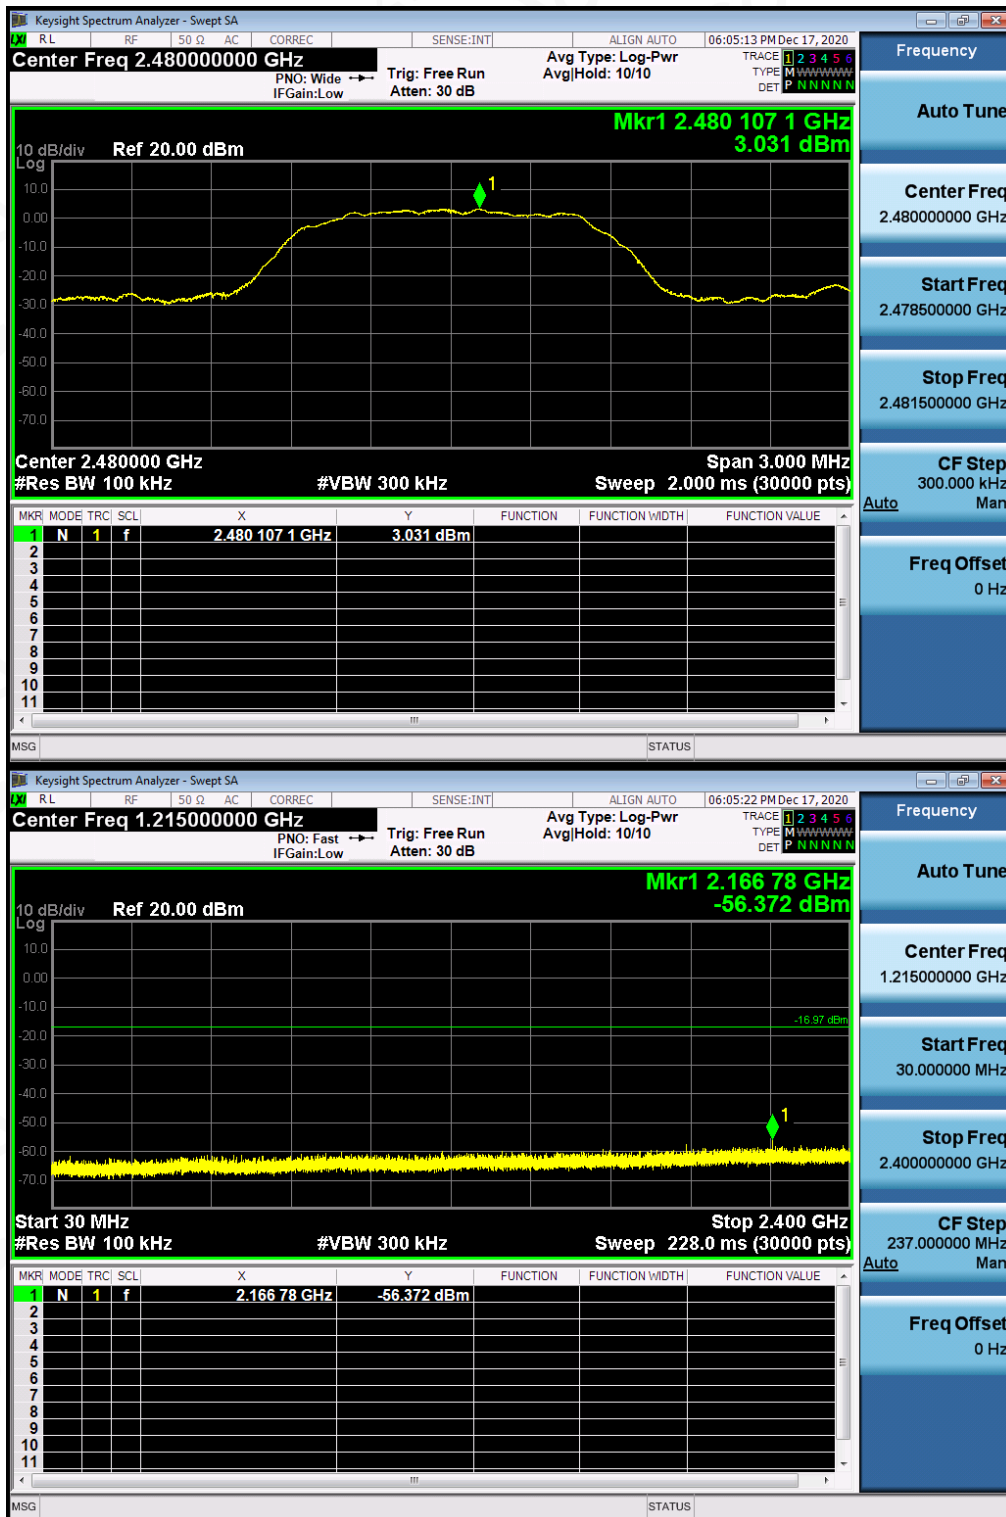 Keysight Spectrum Analyzer - Swept SA
LXI RL RF 50 Ω AC CORREC SENSE:INT ALIGN AUTO 06:05:13 PM Dec 17, 2020
Center Freq 2.480000000 GHz
PNO: Wide
IFGain:Low
Trig: Free Run
Atten: 30 dB
Avg Type: Log-Pwr
Avg|Hold: 10/10
TRACE 1 2 3 4 5 6
TYPE M WWWWW
DET P N N N N N
Mkr1 2.480 107 1 GHz
3.031 dBm
10 dB/div Ref 20.00 dBm
Log
10.0
0.00
-10.0
-20.0
-30.0
-40.0
-50.0
-60.0
-70.0
1
Center 2.480000 GHz Span 3.000 MHz
#Res BW 100 kHz #VBW 300 kHz Sweep 2.000 ms (30000 pts)
MKR MODE TRC SCL X Y FUNCTION FUNCTION WIDTH FUNCTION VALUE
1 N 1 f 2.480 107 1 GHz 3.031 dBm
2
3
4
5
6
7
8
9
10
11
MSG STATUS
Frequency
Auto Tune
Center Freq
2.480000000 GHz
Start Freq
2.478500000 GHz
Stop Freq
2.481500000 GHz
CF Step
300.000 kHz
Auto Man
Freq Offset
0 Hz
Keysight Spectrum Analyzer - Swept SA
LXI RL RF 50 Ω AC CORREC SENSE:INT ALIGN AUTO 06:05:22 PM Dec 17, 2020
Center Freq 1.215000000 GHz
PNO: Fast
IFGain:Low
Trig: Free Run
Atten: 30 dB
Avg Type: Log-Pwr
Avg|Hold: 10/10
TRACE 1 2 3 4 5 6
TYPE M WWWWW
DET P N N N N N
Mkr1 2.166 78 GHz
-56.372 dBm
10 dB/div Ref 20.00 dBm
Log
10.0
0.00
-10.0
-20.0
-30.0
-40.0
-50.0
-60.0
-70.0
-16.97 dBm
1
Start 30 MHz Stop 2.400 GHz
#Res BW 100 kHz #VBW 300 kHz Sweep 228.0 ms (30000 pts)
MKR MODE TRC SCL X Y FUNCTION FUNCTION WIDTH FUNCTION VALUE
1 N 1 f 2.166 78 GHz -56.372 dBm
2
3
4
5
6
7
8
9
10
11
MSG STATUS
Frequency
Auto Tune
Center Freq
1.215000000 GHz
Start Freq
30.000000 MHz
Stop Freq
2.400000000 GHz
CF Step
237.000000 MHz
Auto Man
Freq Offset
0 Hz